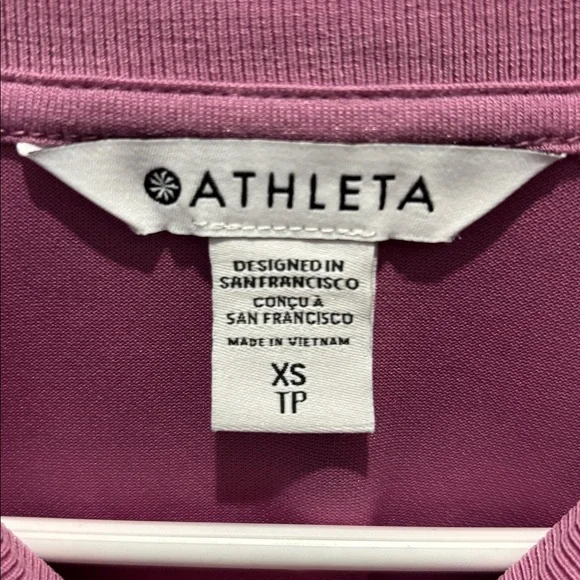 ATHLETA
DESIGNED IN
SAN FRANCISCO
CONÇU À
SAN FRANCISCO
MADE IN VIETNAM
XS
TP